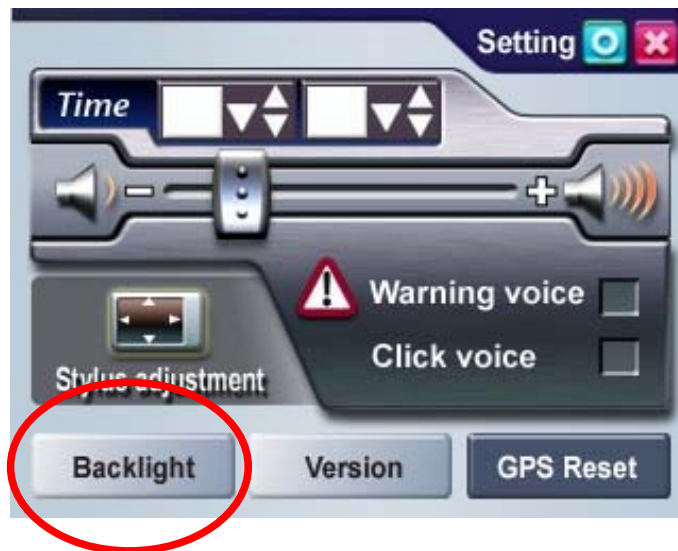 Setting
Time
Warning voice
Click voice
Stylus adjustment
Backlight Version GPS Reset